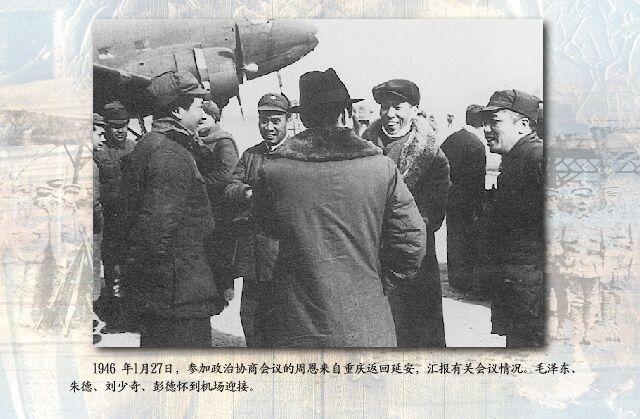 1946 年1月27日，参加政治协商会议的周恩来自重庆返回延安，汇报有关会议情况。毛泽东、
朱德、刘少奇、彭德怀到机场迎接。